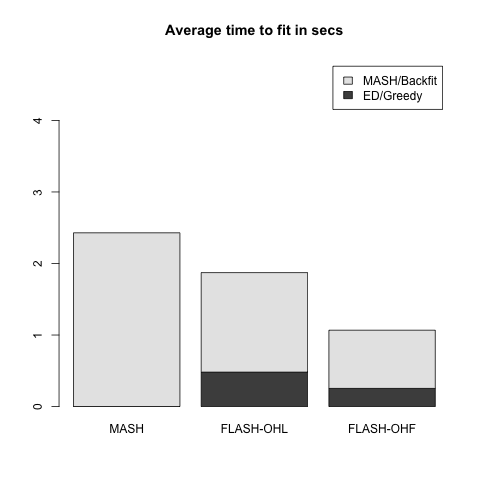 Average time to fit in secs
MASH/Backfit
ED/Greedy
4
3
2
1
0
MASH
FLASH-OHL
FLASH-OHF